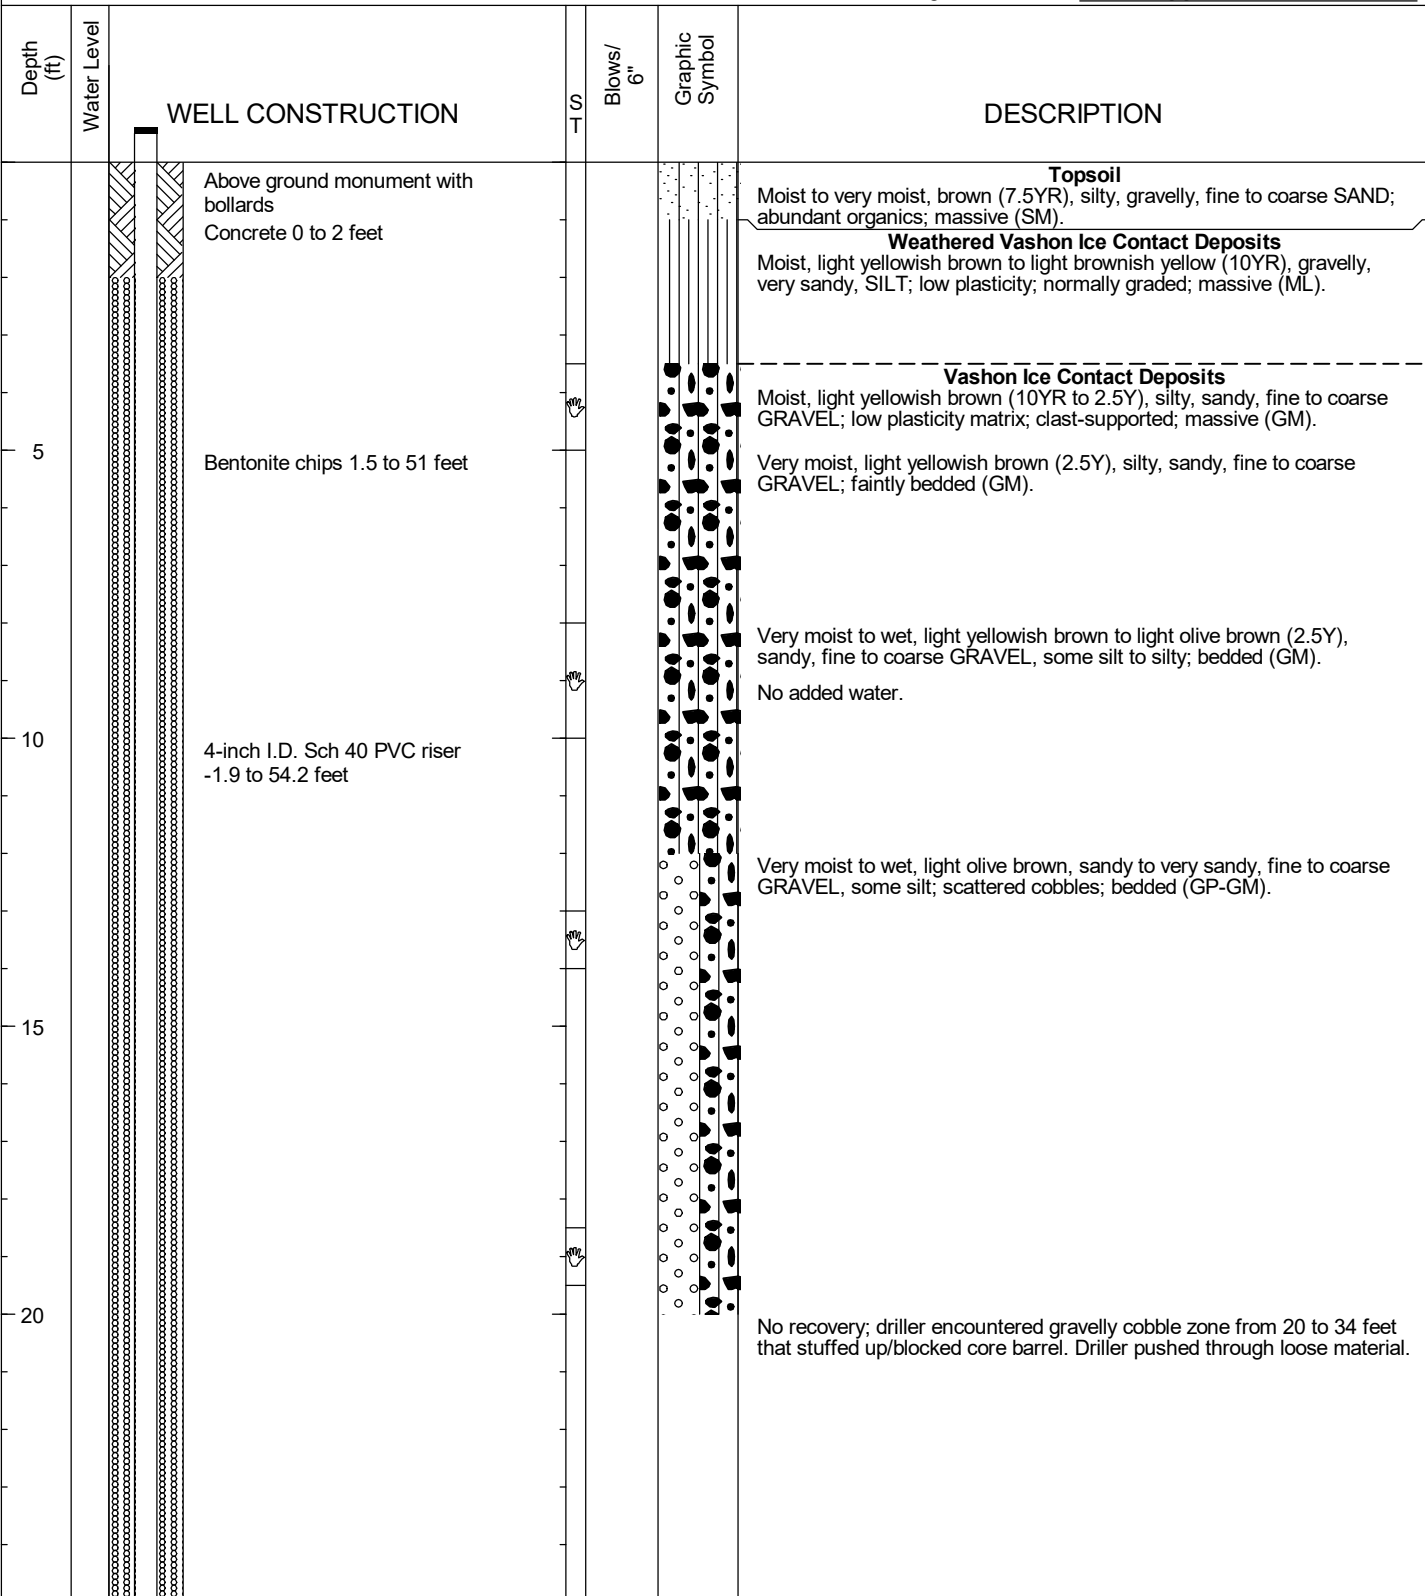 Depth
(ft)
Water Level
WELL CONSTRUCTION
S
T
Blows/
6"
Graphic
Symbol
DESCRIPTION
Above ground monument with
bollards
Concrete 0 to 2 feet
Topsoil
Moist to very moist, brown (7.5YR), silty, gravelly, fine to coarse SAND;
abundant organics; massive (SM).
Weathered Vashon Ice Contact Deposits
Moist, light yellowish brown to light brownish yellow (10YR), gravelly,
very sandy, SILT; low plasticity; normally graded; massive (ML).
Vashon Ice Contact Deposits
Moist, light yellowish brown (10YR to 2.5Y), silty, sandy, fine to coarse
GRAVEL; low plasticity matrix; clast-supported; massive (GM).
5
Bentonite chips 1.5 to 51 feet
Very moist, light yellowish brown (2.5Y), silty, sandy, fine to coarse
GRAVEL; faintly bedded (GM).
Very moist to wet, light yellowish brown to light olive brown (2.5Y),
sandy, fine to coarse GRAVEL, some silt to silty; bedded (GM).
No added water.
10
4-inch I.D. Sch 40 PVC riser
-1.9 to 54.2 feet
Very moist to wet, light olive brown, sandy to very sandy, fine to coarse
GRAVEL, some silt; scattered cobbles; bedded (GP-GM).
15
20
No recovery; driller encountered gravelly cobble zone from 20 to 34 feet
that stuffed up/blocked core barrel. Driller pushed through loose material.